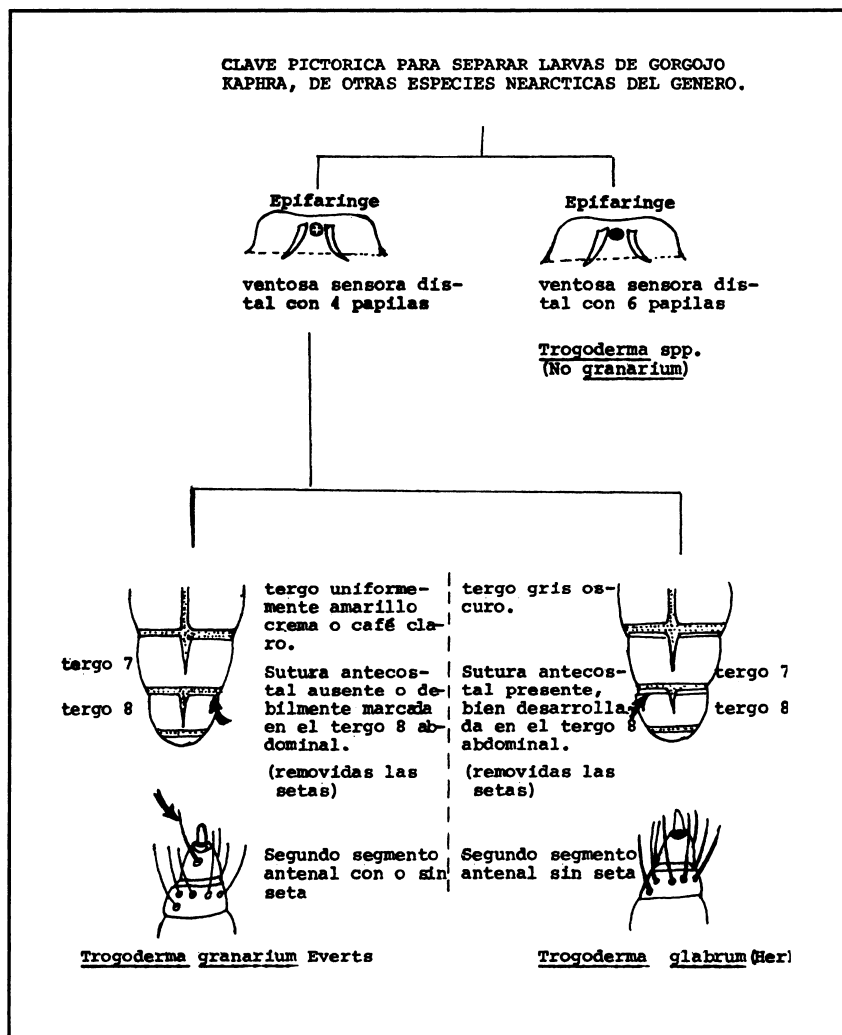 CLAVE PICTORICA PARA SEPARAR LARVAS DE GORGOJO
KAPHRA, DE OTRAS ESPECIES NEARCTICAS DEL GENERO.
Epifaringe
ventosa sensora dis-
tal con 4 papilas
Epifaringe
ventosa sensora dis-
tal con 6 papilas
Trogoderma spp.
(No granarium)
tergo 7
tergo 8
tergo uniforme-
mente amarillo
crema o café cla-
ro.
Sutura antecos-
tal ausente o de-
bilmente marcada
en el tergo 8 ab-
dominal.
(removidas las
setas)
tergo gris os-
curo.
Sutura antecos-
tal presente,
bien desarrolla-
da en el tergo 8
abdominal.
(removidas las
setas)
tergo 7
tergo 8
Segundo segmento
antenal con o sin
seta
Segundo segmento
antenal sin seta
Trogoderma granarium Everts
Trogoderma glabrum (Her